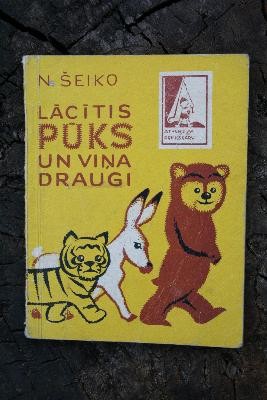 N. ŠEIKO
LĀCĪTIS
PŪKS
UN VIŅA
DRAUGI